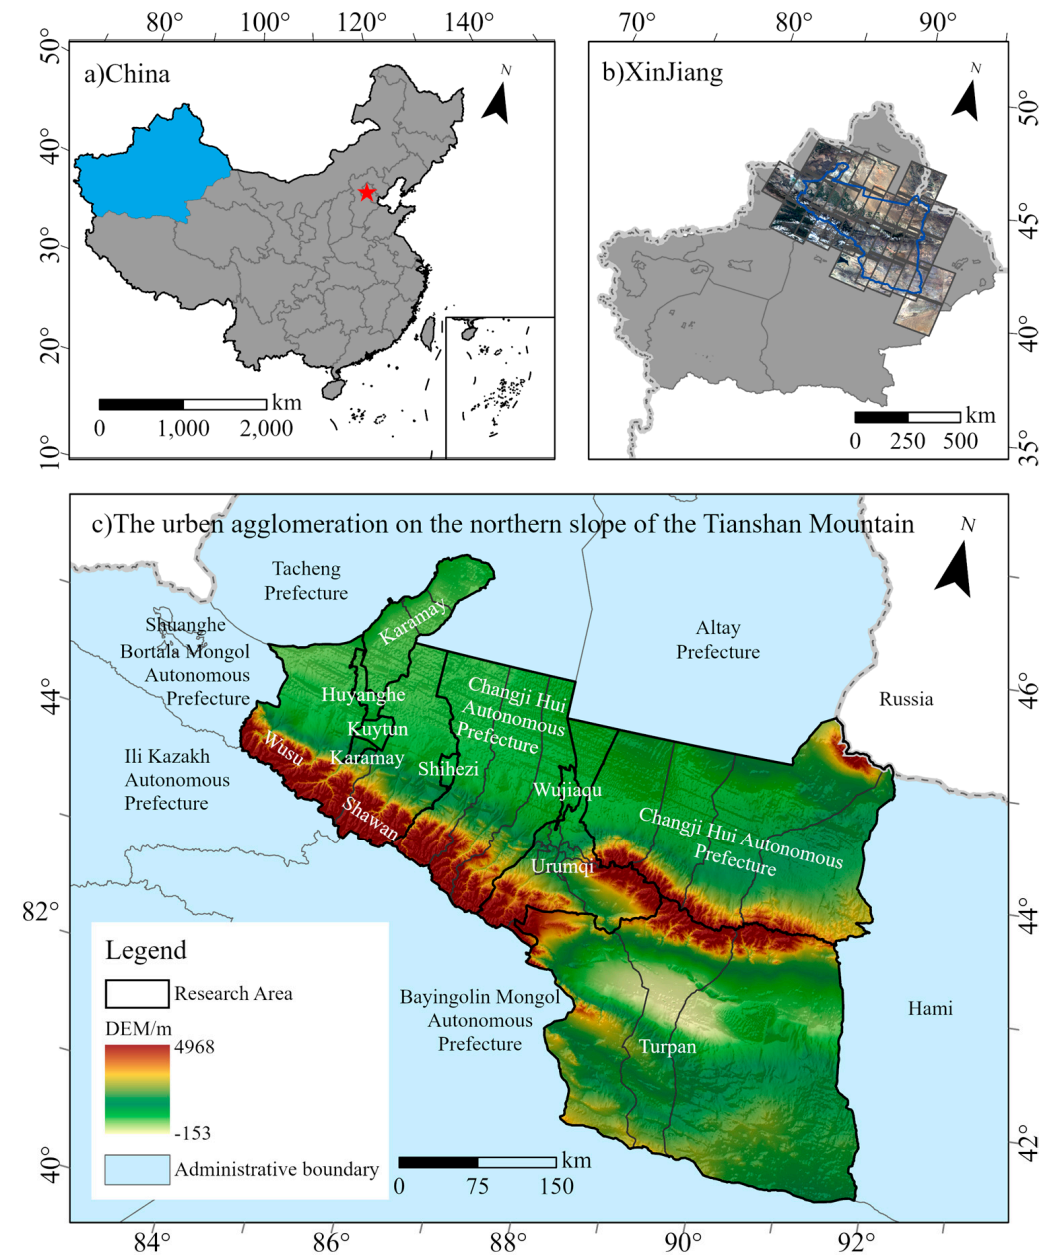 80° 100° 120° 140°
50°
40°
30°
20°
10°
a)China
N
km
0 1,000 2,000
70° 80° 90°
b)XinJiang
N
50°
45°
40°
35°
km
0 250 500
c)The urben agglomeration on the northern slope of the Tianshan Mountain
N
Tacheng
Prefecture
Shuanghe
Bortala Mongol
Autonomous
Prefecture
Ili Kazakh
Autonomous
Prefecture
Altay
Prefecture
Russia
Karamay
Huyanghe
Kuytun
Karamay
Wusu
Shawan
Shihezi
Changji Hui
Autonomous
Prefecture
Wujiaqu
Urumqi
Changji Hui Autonomous
Prefecture
Bayingolin Mongol
Autonomous
Prefecture
Turpan
Hami
44°
82°
40°
46°
44°
42°
Legend
Research Area
DEM/m
4968
-153
Administrative boundary
km
0 75 150
84° 86° 88° 90° 92°